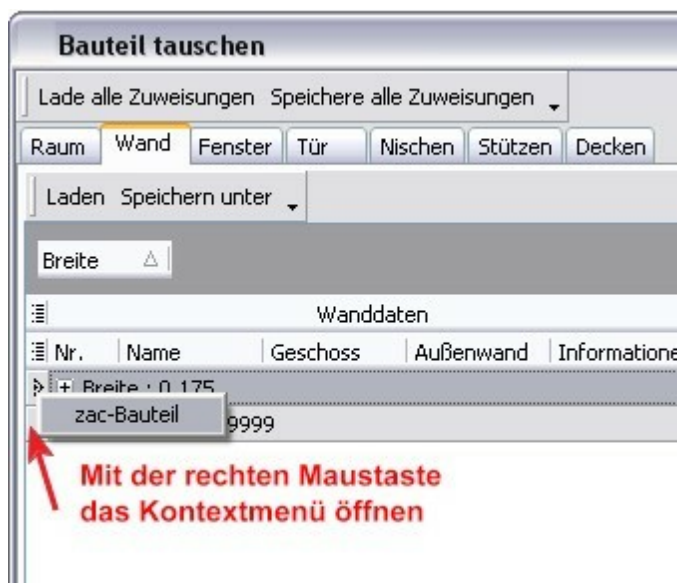 Bauteil tauschen
Lade alle Zuweisungen Speichere alle Zuweisungen
Raum Wand Fenster Tür Nischen Stützen Decken
Laden Speichern unter
Breite
Wanddaten
Nr. Name Geschoss Außenwand Informatione
Breite : 0,175
zac-Bauteil 9999
Mit der rechten Maustaste
das Kontextmenü öffnen